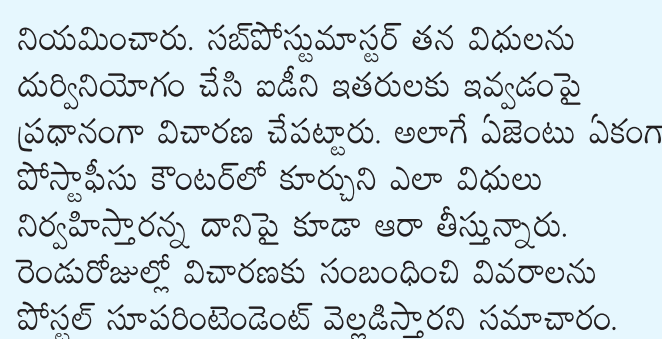 నియమించారు. సబ్‌పోస్టుమాస్టర్ తన విధులను
దుర్వినియోగం చేసి ఐడీని ఇతరులకు ఇవ్వడంపై
ప్రధానంగా విచారణ చేపట్టారు. అలాగే ఏజెంటు ఏకంగా
పోస్టాఫీసు కౌంటర్‌లో కూర్చుని ఎలా విధులు
నిర్వహిస్తారన్న దానిపై కూడా ఆరా తీస్తున్నారు.
రెండురోజుల్లో విచారణకు సంబంధించి వివరాలను
పోస్టల్ సూపరింటెండెంట్ వెల్లడిస్తారని సమాచారం.